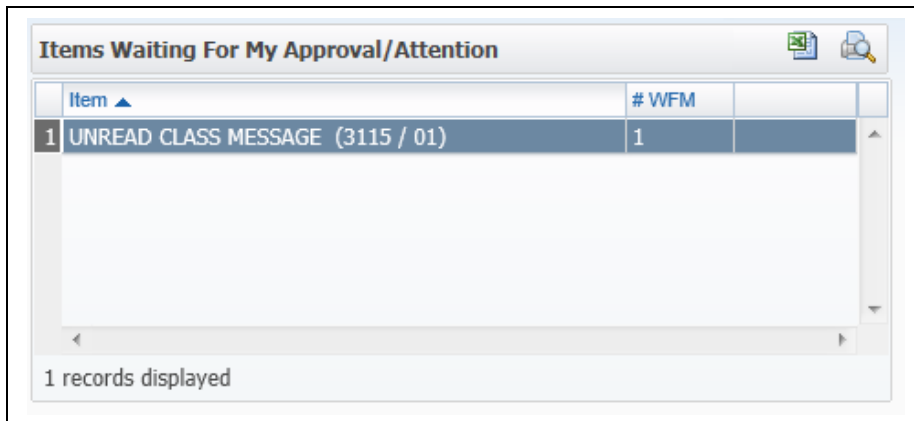 Items Waiting For My Approval/Attention
Item # WFM
1 UNREAD CLASS MESSAGE (3115 / 01) 1
1 records displayed